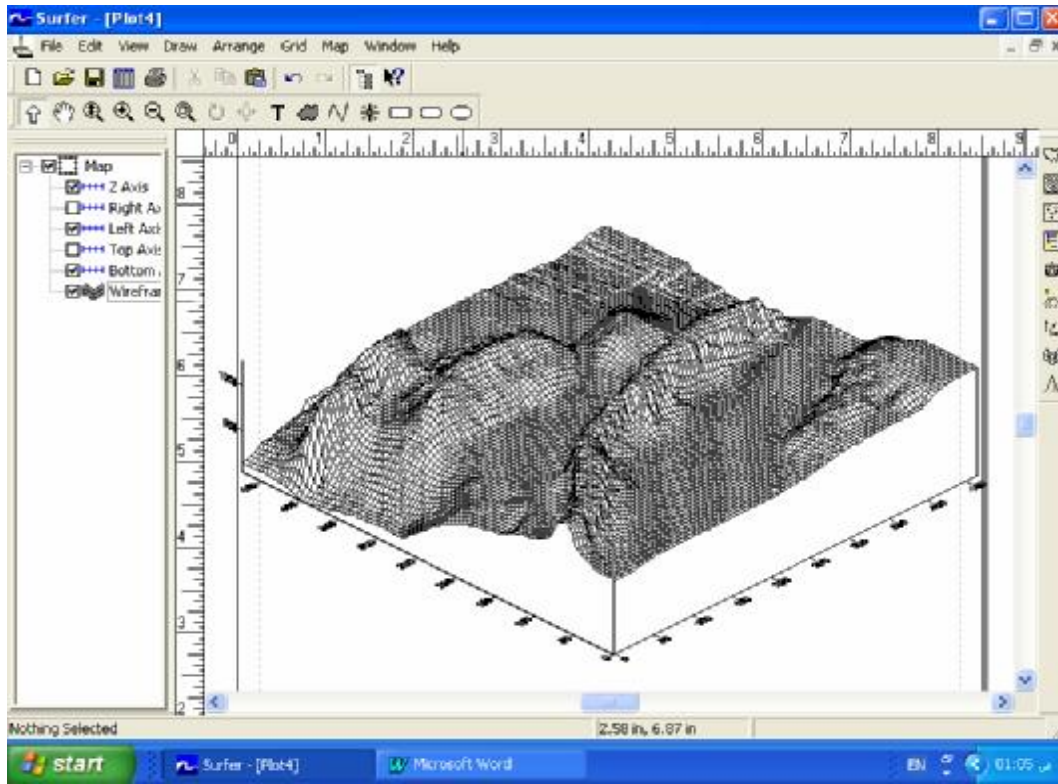 Surfer - [Plot4]
File Edit View Draw Arrange Grid Map Window Help
T
0 1 2 3 4 5 6 7 8 9
Map
Z Axis
Right Ax
Left Axi
Top Axis
Bottom
Wirefrar
8
7
6
5
4
3
2
Nothing Selected
2.58 in, 6.87 in
start
Surfer - [Plot4]
Microsoft Word
EN
01:05 م